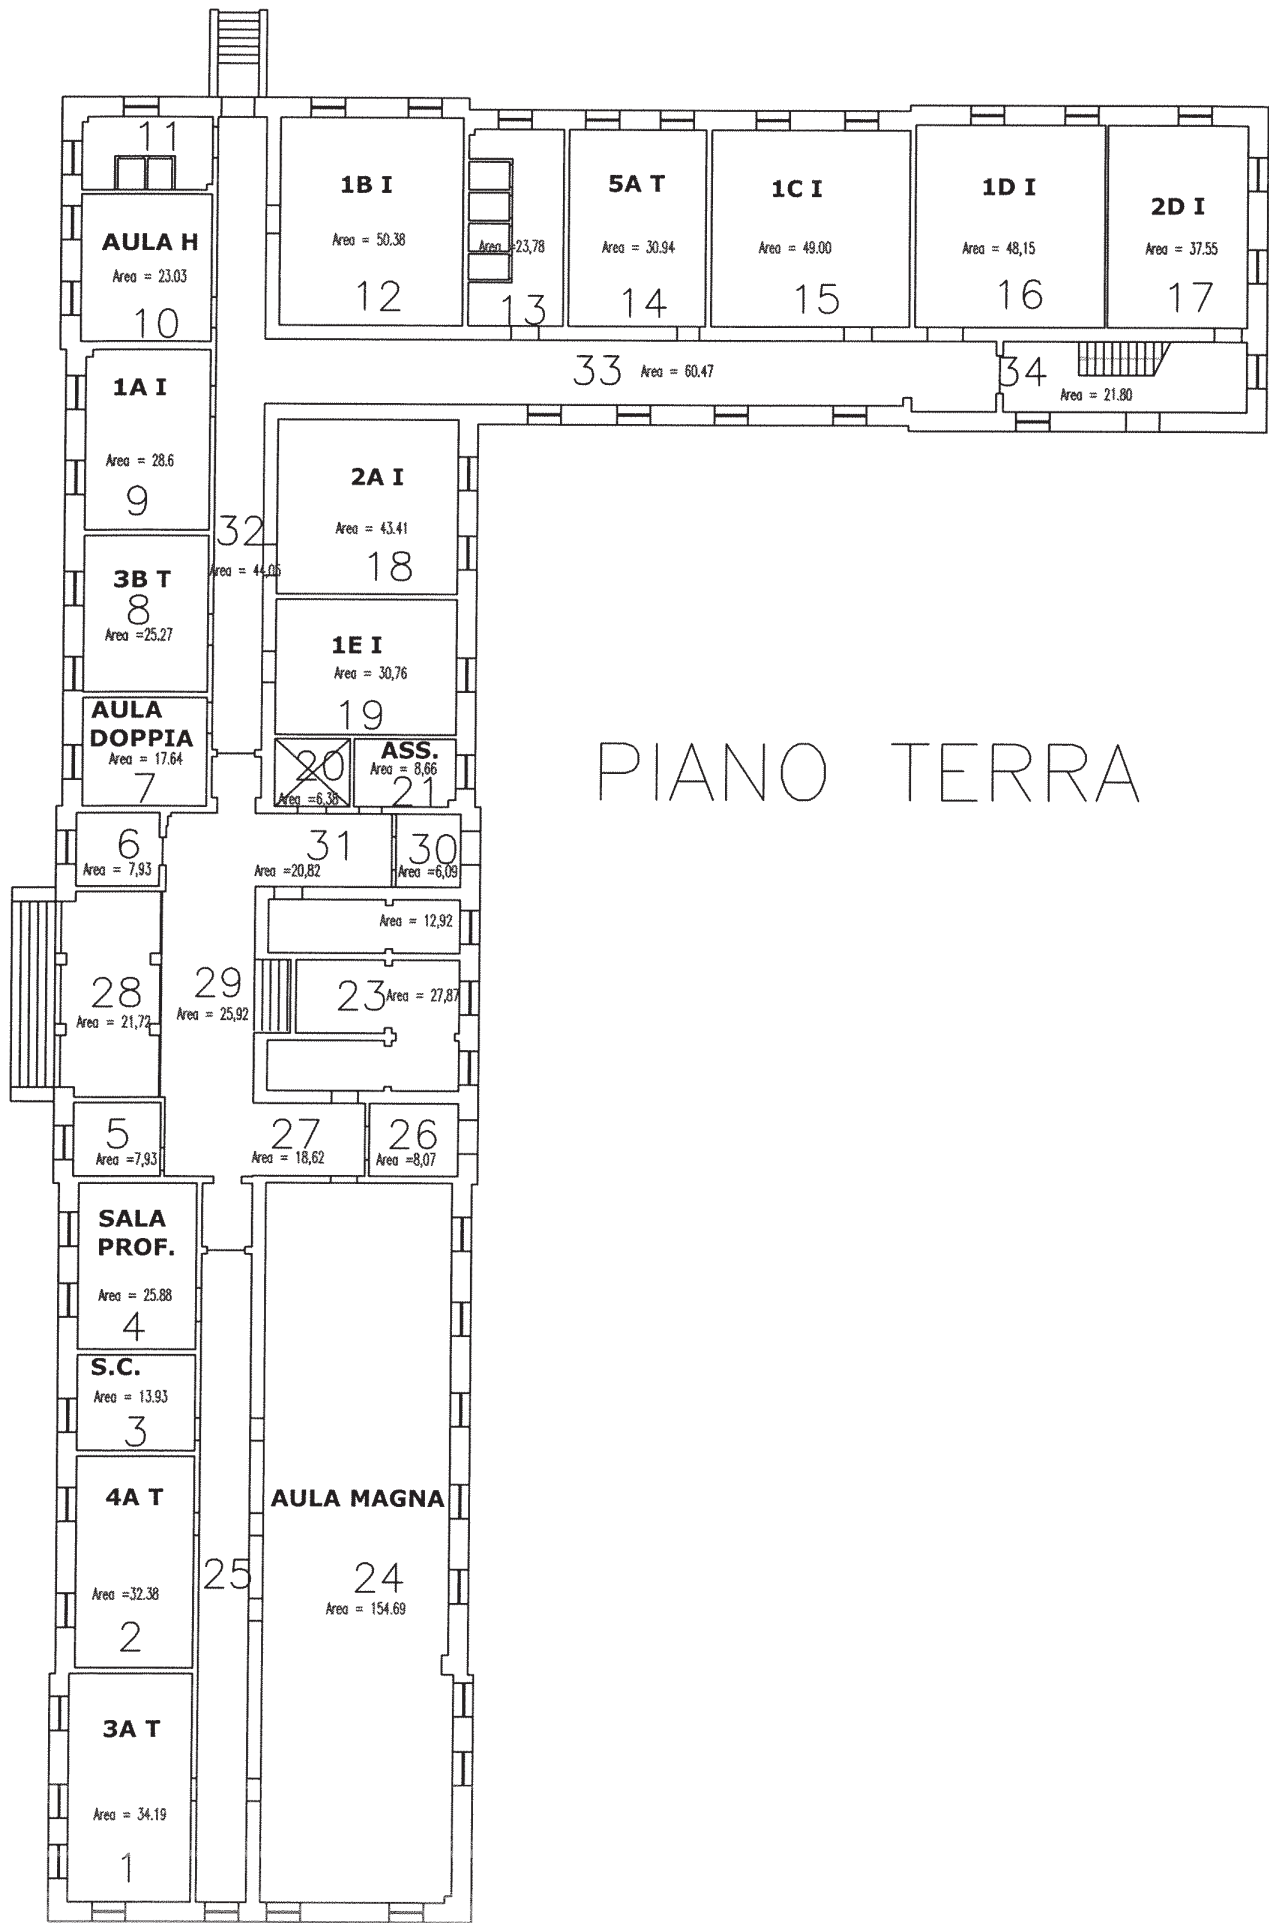 11
AULA H
Area = 23.03
10
1B I
Area = 50.38
12
Area = 23,78
13
5A T
Area = 30.94
14
1C I
Area = 49.00
15
1D I
Area = 48,15
16
2D I
Area = 37.55
17
33
Area = 60.47
34
Area = 21.80
1A I
Area = 28.6
9
32
Area = 44,05
2A I
Area = 43.41
18
3B T
8
Area =25.27
1E I
Area = 30,76
19
AULA
DOPPIA
Area = 17.64
7
20
Area =6,38
ASS.
Area = 8,66
21
PIANO TERRA
6
Area = 7,93
31
Area =20,82
30
Area =6,09
Area = 12,92
28
Area = 21,72
29
Area = 25,92
23
Area = 27,87
5
Area =7,93
27
Area = 18,62
26
Area =8,07
SALA
PROF.
Area = 25.88
4
S.C.
Area = 13.93
3
4A T
Area =32.38
2
25
AULA MAGNA
24
Area = 154.69
3A T
Area = 34.19
1